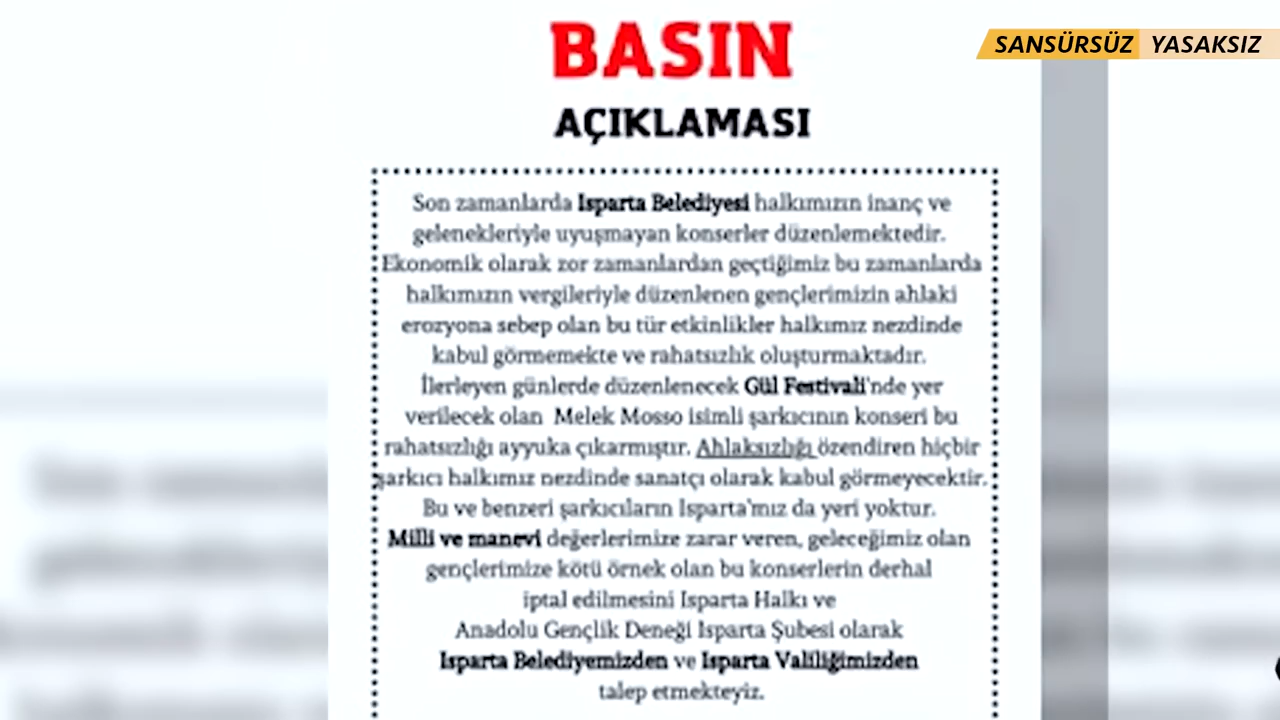 BASIN
SANSÜRSÜZ YASAKSIZ
AÇIKLAMASI
Son zamanlarda Isparta Belediyesi halkımızın inanç ve
gelenekleriyle uyuşmayan konserler düzenlemektedir.
Ekonomik olarak zor zamanlardan geçtiğimiz bu zamanlarda
halkımızın vergileriyle düzenlenen gençlerimizin ahlaki
erozyona sebep olan bu tür etkinlikler halkımız nezdinde
kabul görmemekte ve rahatsızlık oluşturmaktadır.
İlerleyen günlerde düzenlenecek Gül Festivali'nde yer
verilecek olan Melek Mosso isimli şarkıcının konseri bu
rahatsızlığı ayyuka çıkarmıştır. Ahlaksızlığı özendiren hiçbir
şarkıcı halkımız nezdinde sanatçı olarak kabul görmeyecektir.
Bu ve benzeri şarkıcıların Isparta'mız da yeri yoktur.
Milli ve manevi değerlerimize zarar veren, geleceğimiz olan
gençlerimize kötü örnek olan bu konserlerin derhal
iptal edilmesini Isparta Halkı ve
Anadolu Gençlik Deneği Isparta Şubesi olarak
Isparta Belediyemizden ve Isparta Valiliğimizden
talep etmekteyiz.